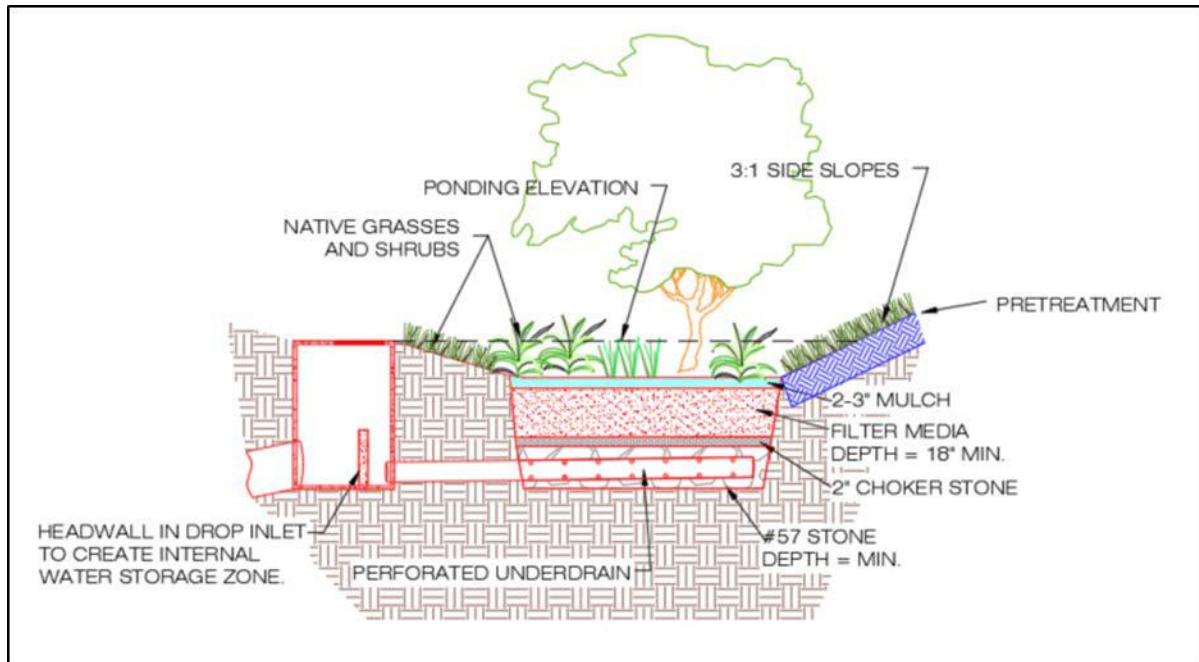 3:1 SIDE SLOPES
PONDING ELEVATION
NATIVE GRASSES
AND SHRUBS
PRETREATMENT
2-3" MULCH
FILTER MEDIA
DEPTH = 18" MIN.
2" CHOKER STONE
HEADWALL IN DROP INLET
TO CREATE INTERNAL
WATER STORAGE ZONE.
#57 STONE
DEPTH = MIN.
PERFORATED UNDERDRAIN